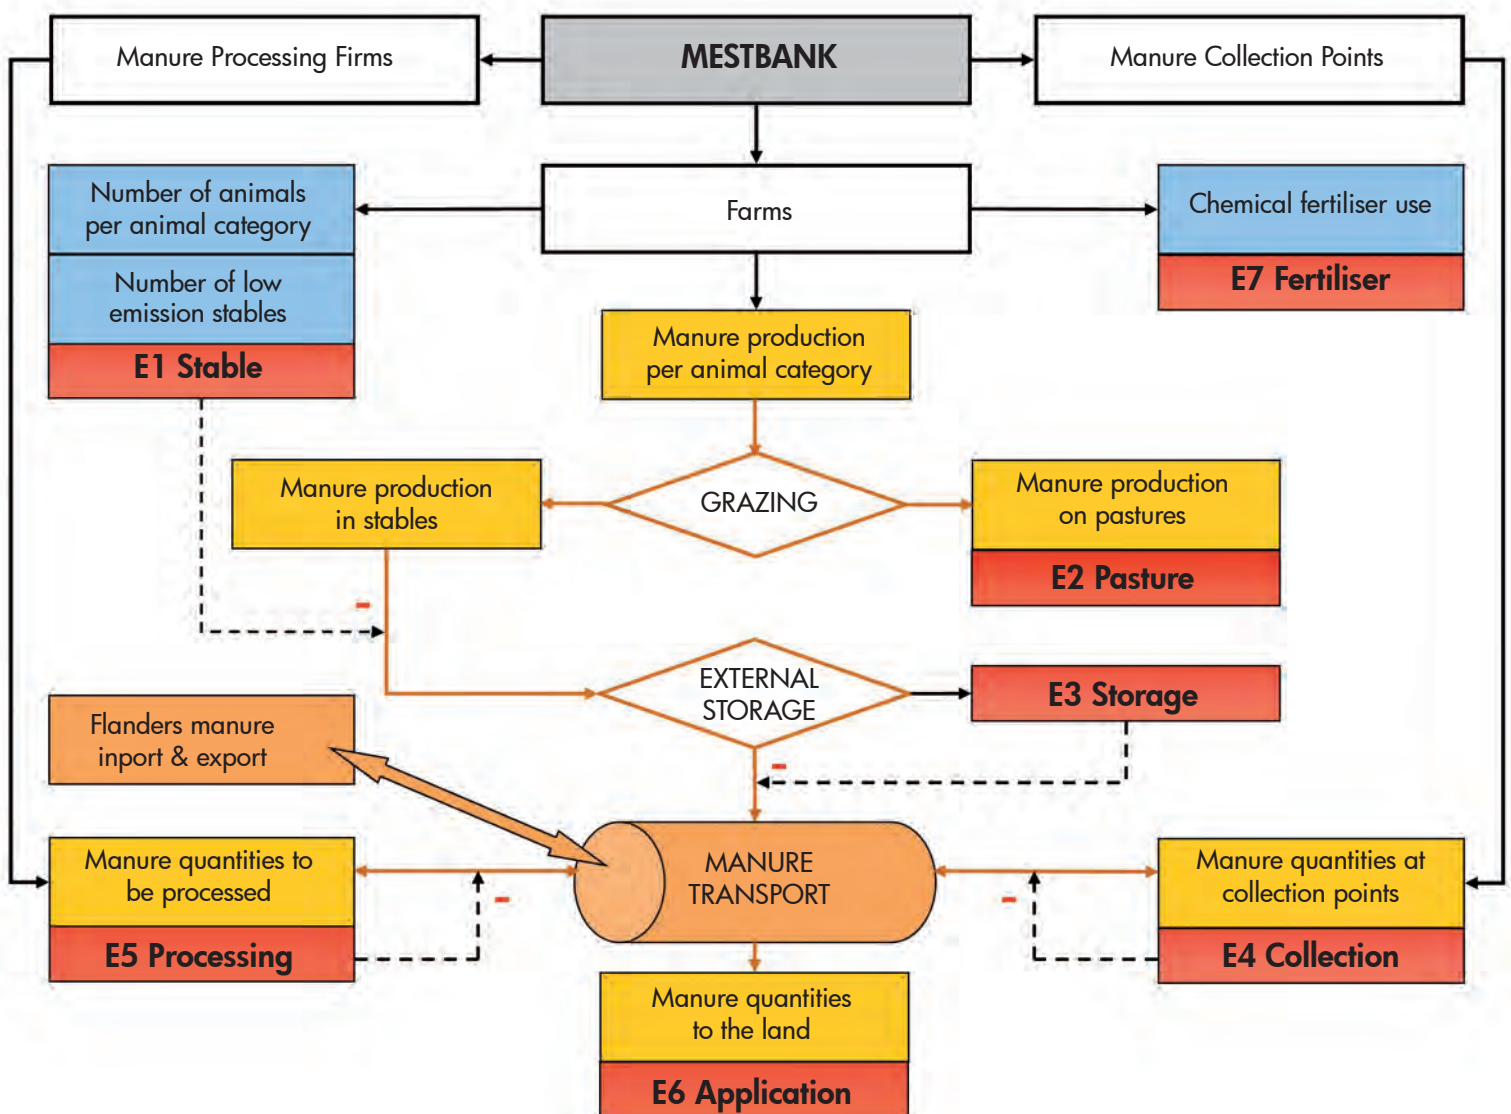 Manure Processing Firms
MESTBANK
Manure Collection Points
Number of animals
per animal category
Farms
Chemical fertiliser use
Number of low
emission stables
E7 Fertiliser
E1 Stable
Manure production
per animal category
Manure production
in stables
GRAZING
Manure production
on pastures
E2 Pasture
-
EXTERNAL
STORAGE
E3 Storage
Flanders manure
inport & export
-
Manure quantities to
be processed
MANURE
TRANSPORT
Manure quantities at
collection points
-
-
E5 Processing
E4 Collection
Manure quantities
to the land
E6 Application